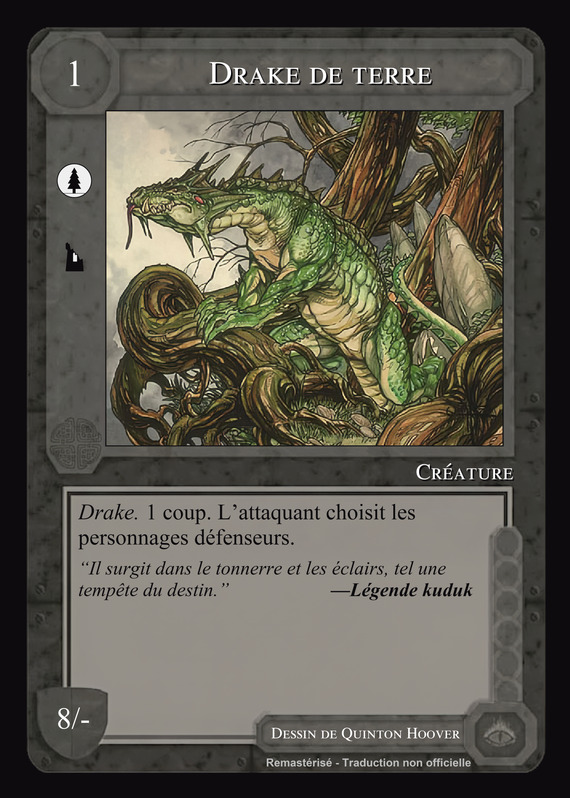 1
Drake de terre
Créature
Drake. 1 coup. L'attaquant choisit les
personnages défenseurs.
“Il surgit dans le tonnerre et les éclairs, tel une
tempête du destin.” —Légende kuduk
8/-
Dessin de Quinton Hoover
Remastérisé - Traduction non officielle